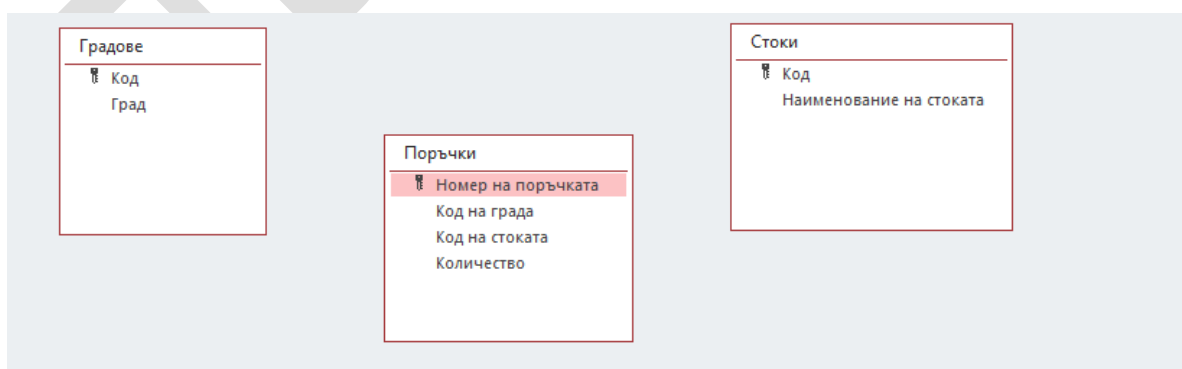 Градове
Код
Град
Поръчки
Номер на поръчката
Код на града
Код на стоката
Количество
Стоки
Код
Наименование на стоката